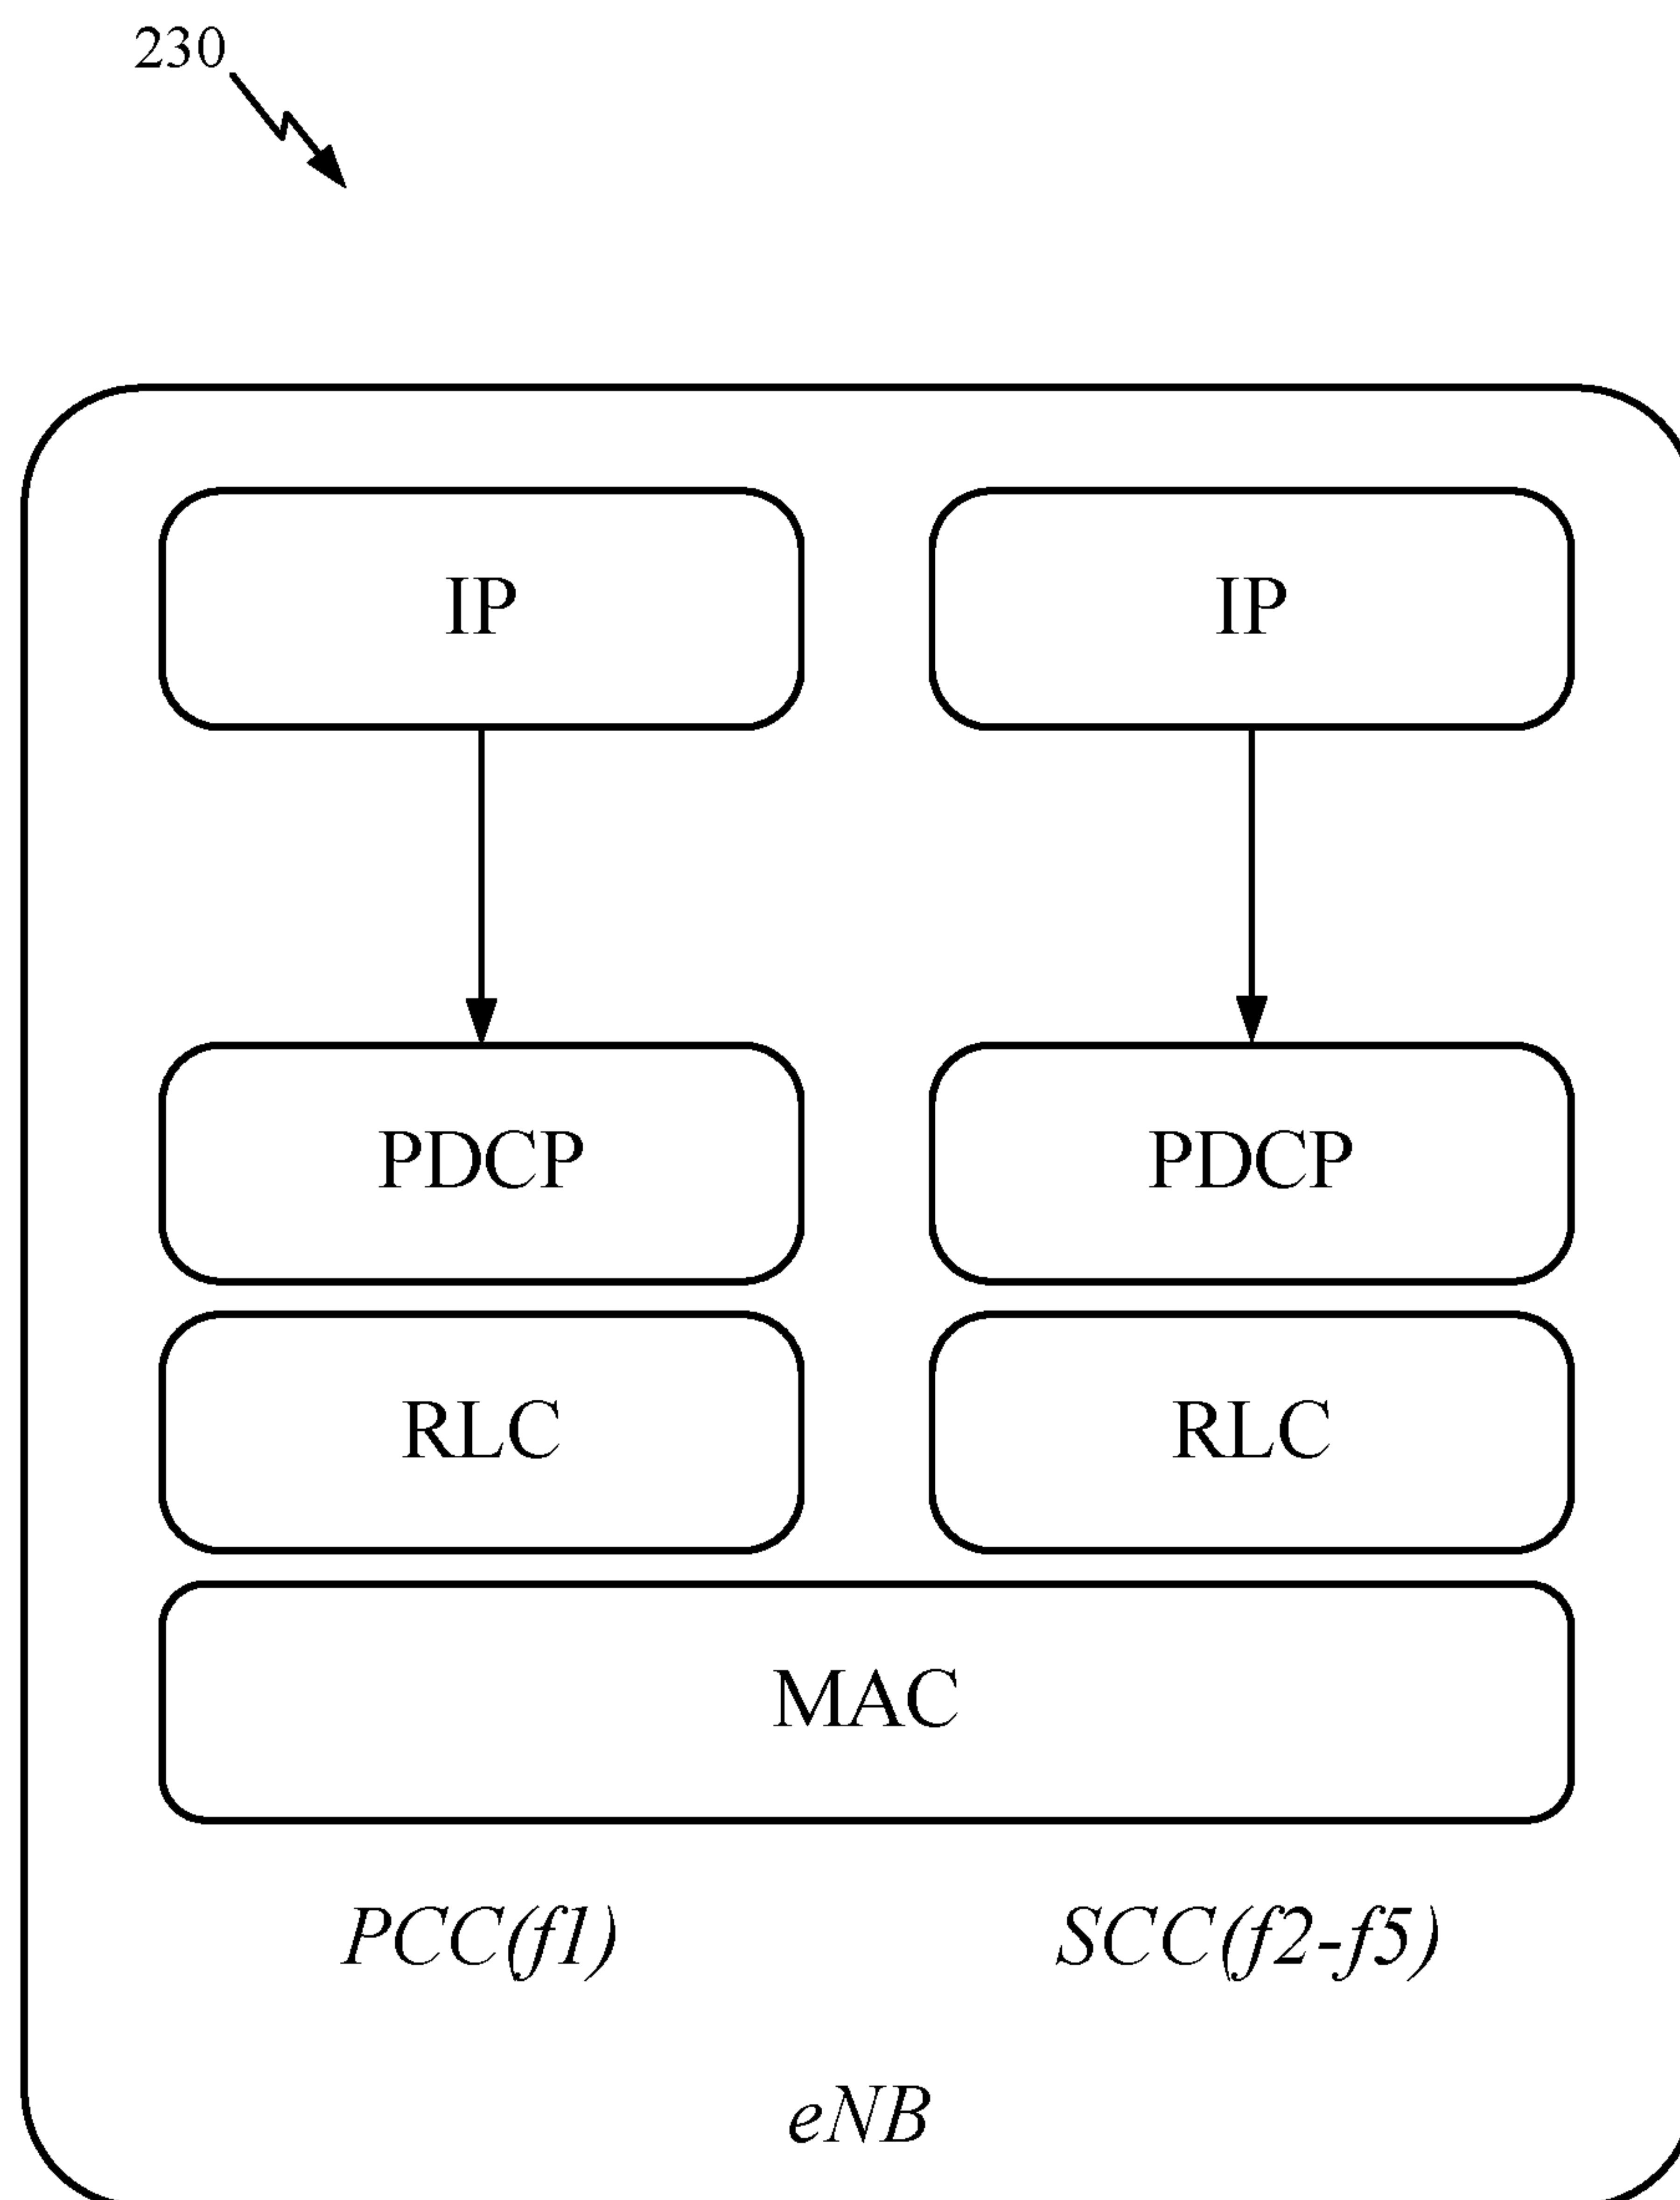 230
IP IP
PDCP PDCP
RLC RLC
MAC
PCC(f1) SCC(f2-f5)
eNB